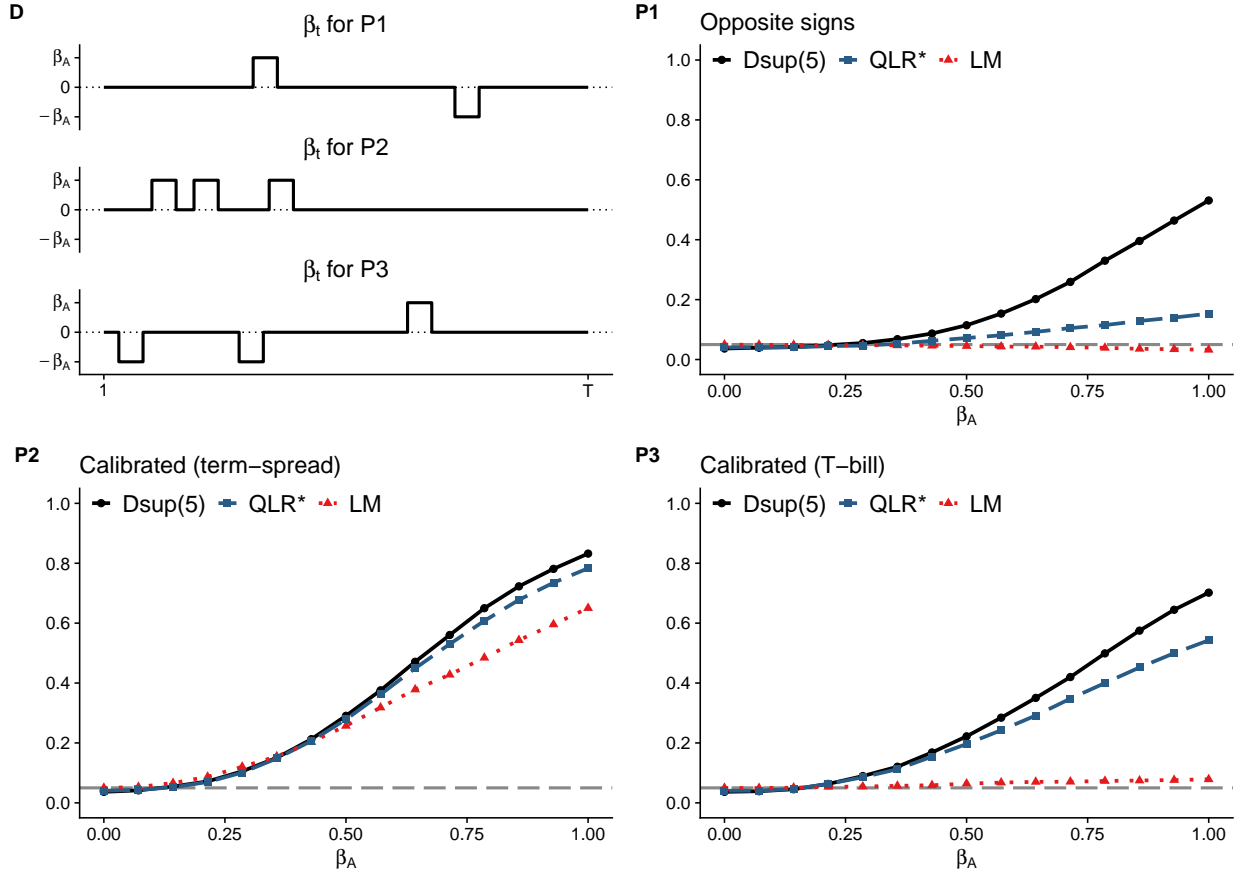 D
βt for P1
βA
0
−βA
βt for P2
βA
0
−βA
βt for P3
βA
0
−βA
1 T
P1 Opposite signs
Dsup(5) QLR* LM
1.0
0.8
0.6
0.4
0.2
0.0
0.00 0.25 0.50 0.75 1.00
βA
P2 Calibrated (term−spread)
Dsup(5) QLR* LM
1.0
0.8
0.6
0.4
0.2
0.0
0.00 0.25 0.50 0.75 1.00
βA
P3 Calibrated (T−bill)
Dsup(5) QLR* LM
1.0
0.8
0.6
0.4
0.2
0.0
0.00 0.25 0.50 0.75 1.00
βA